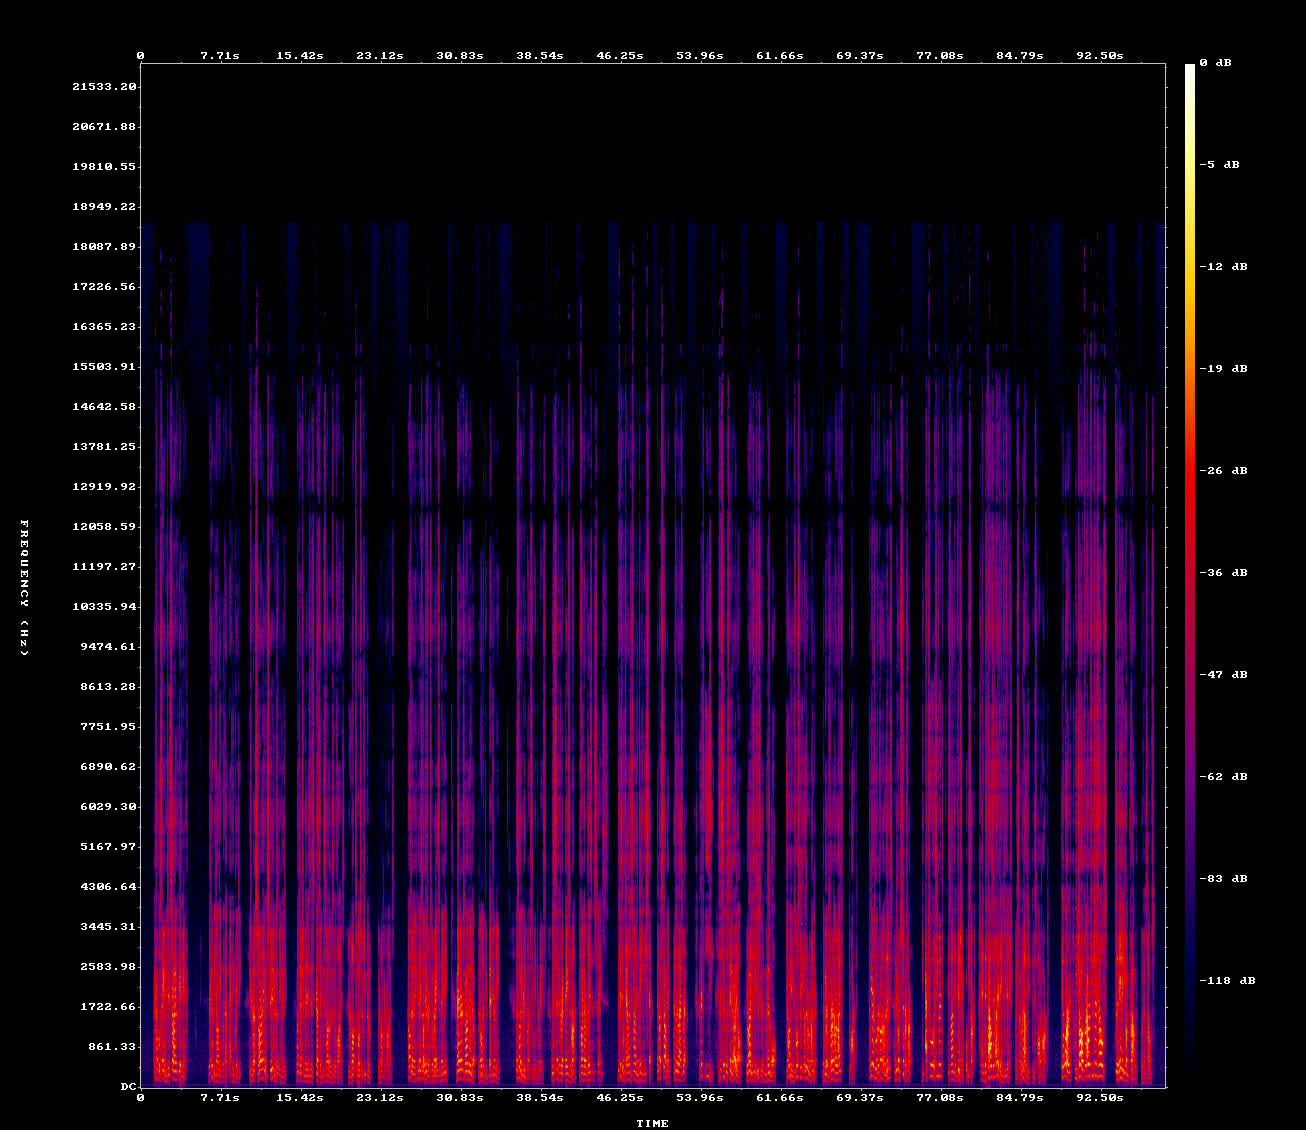 0 7.71s 15.42s 23.12s 30.83s 38.54s 46.25s 53.96s 61.66s 69.37s 77.08s 84.79s 92.50s
21533.20
20671.88
19810.55
18949.22
18087.89
17226.56
16365.23
15503.91
14642.58
13781.25
12919.92
12058.59
11197.27
10335.94
9474.61
8613.28
7751.95
6890.62
6029.30
5167.97
4306.64
3445.31
2583.98
1722.66
861.33
DC
FREQUENCY (Hz)
0 dB
-5 dB
-12 dB
-19 dB
-26 dB
-36 dB
-47 dB
-62 dB
-83 dB
-118 dB
0 7.71s 15.42s 23.12s 30.83s 38.54s 46.25s 53.96s 61.66s 69.37s 77.08s 84.79s 92.50s
TIME